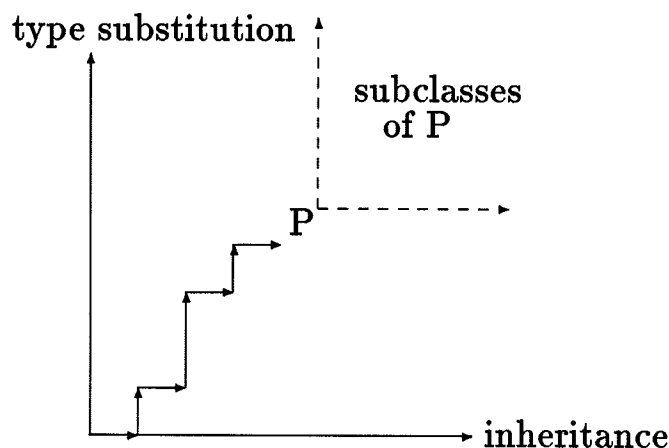 type substitution
subclasses
of P
P
inheritance